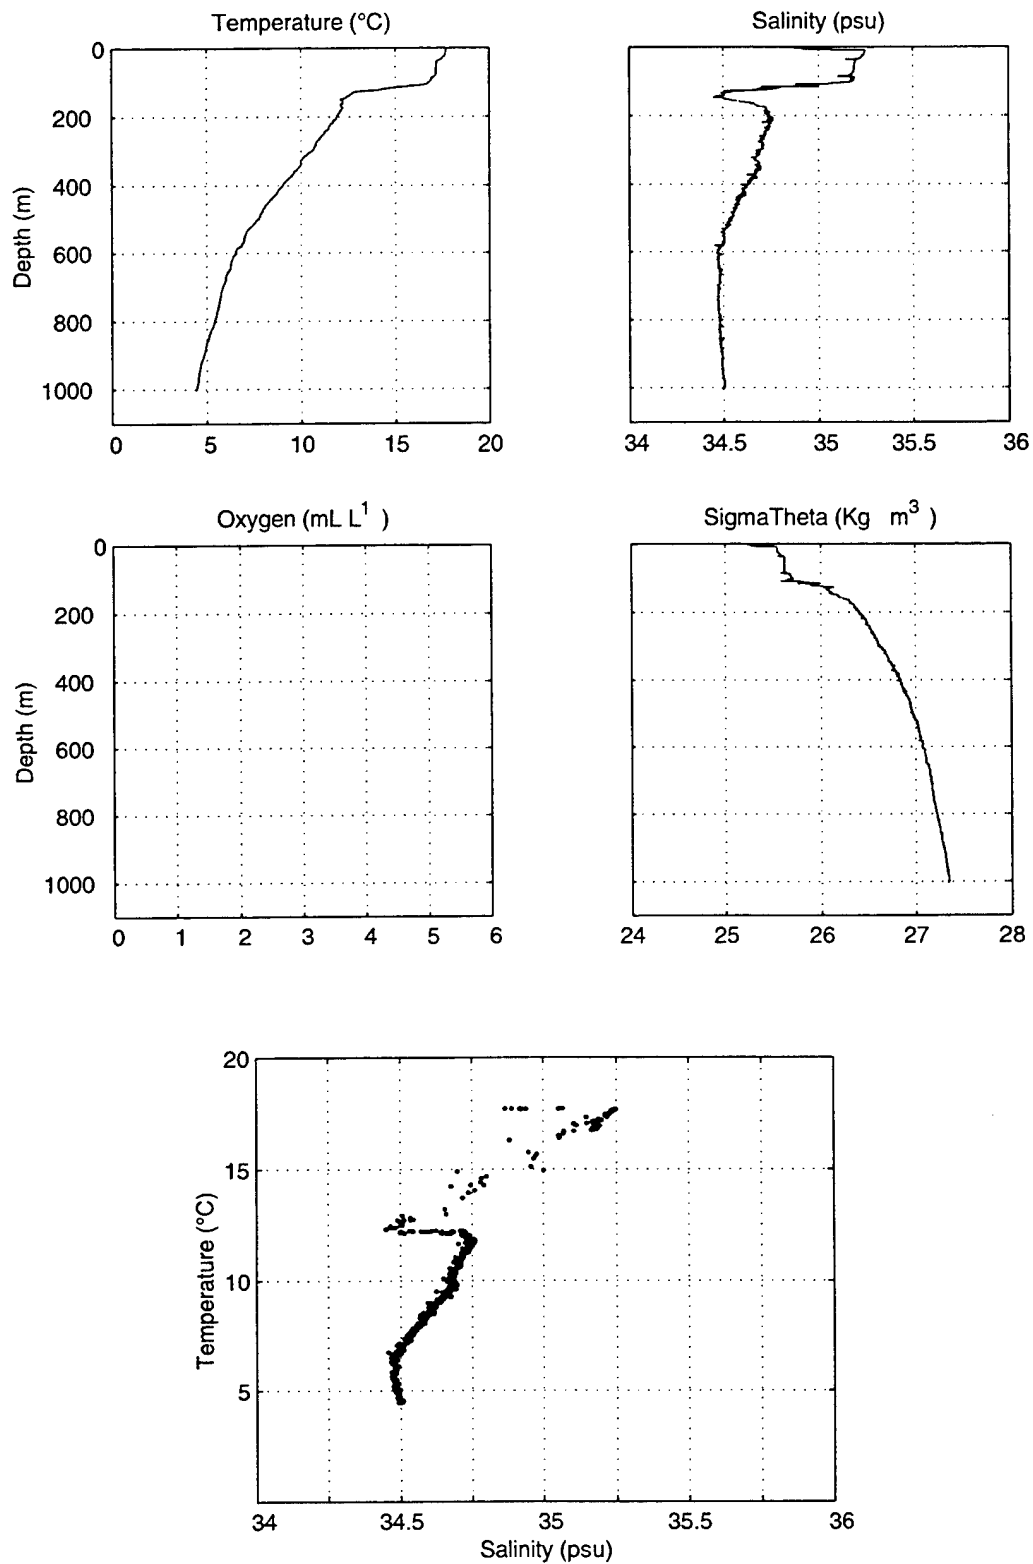 Temperature (°C)
Salinity (psu)
0
200
400
600
800
1000
Depth (m)
0 5 10 15 20
34 34.5 35 35.5 36
Oxygen (mL L1 )
SigmaTheta (Kg m3 )
0
200
400
600
800
1000
Depth (m)
0 1 2 3 4 5 6
24 25 26 27 28
20
15
10
5
Temperature (°C)
34 34.5 35 35.5 36
Salinity (psu)